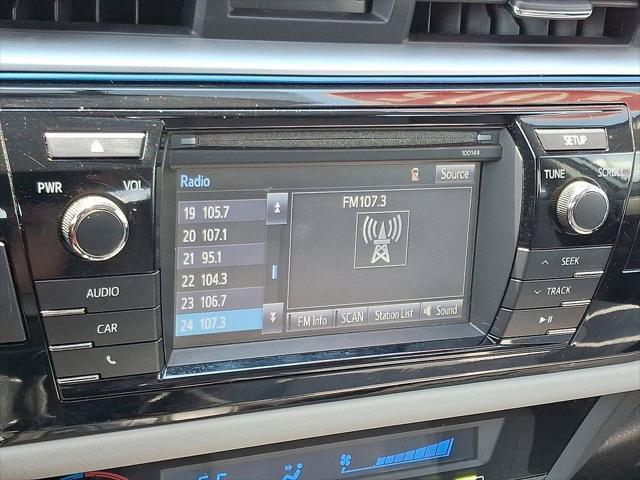 100149
SETUP
PWR
VOL
TUNE
SCROLL
Radio
Source
19 105.7
20 107.1
21 95.1
22 104.3
23 106.7
24 107.3
FM107.3
FM Info
SCAN
Station List
Sound
AUDIO
CAR
SEEK
TRACK